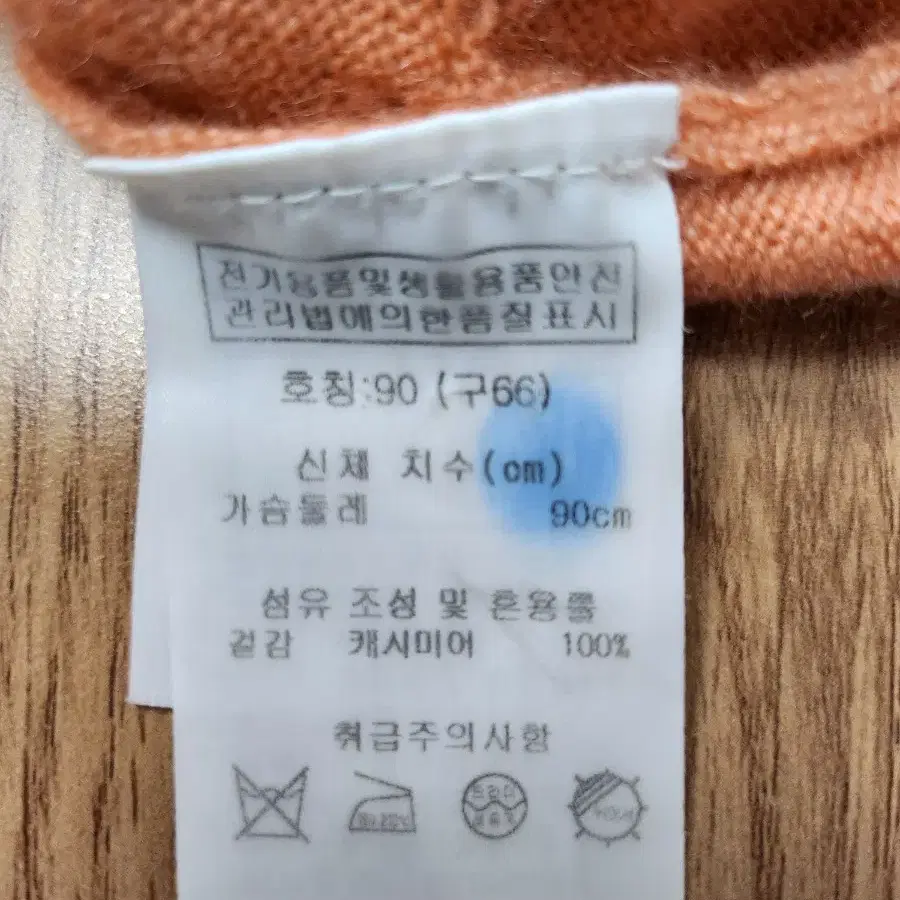 전기용품및생활용품안전
관리법에의한품질표시
호칭:90 (구66)
신체 치수(cm)
가슴둘레 90cm
섬유 조성 및 혼용률
겉감 캐시미어 100%
취급주의사항
드라이